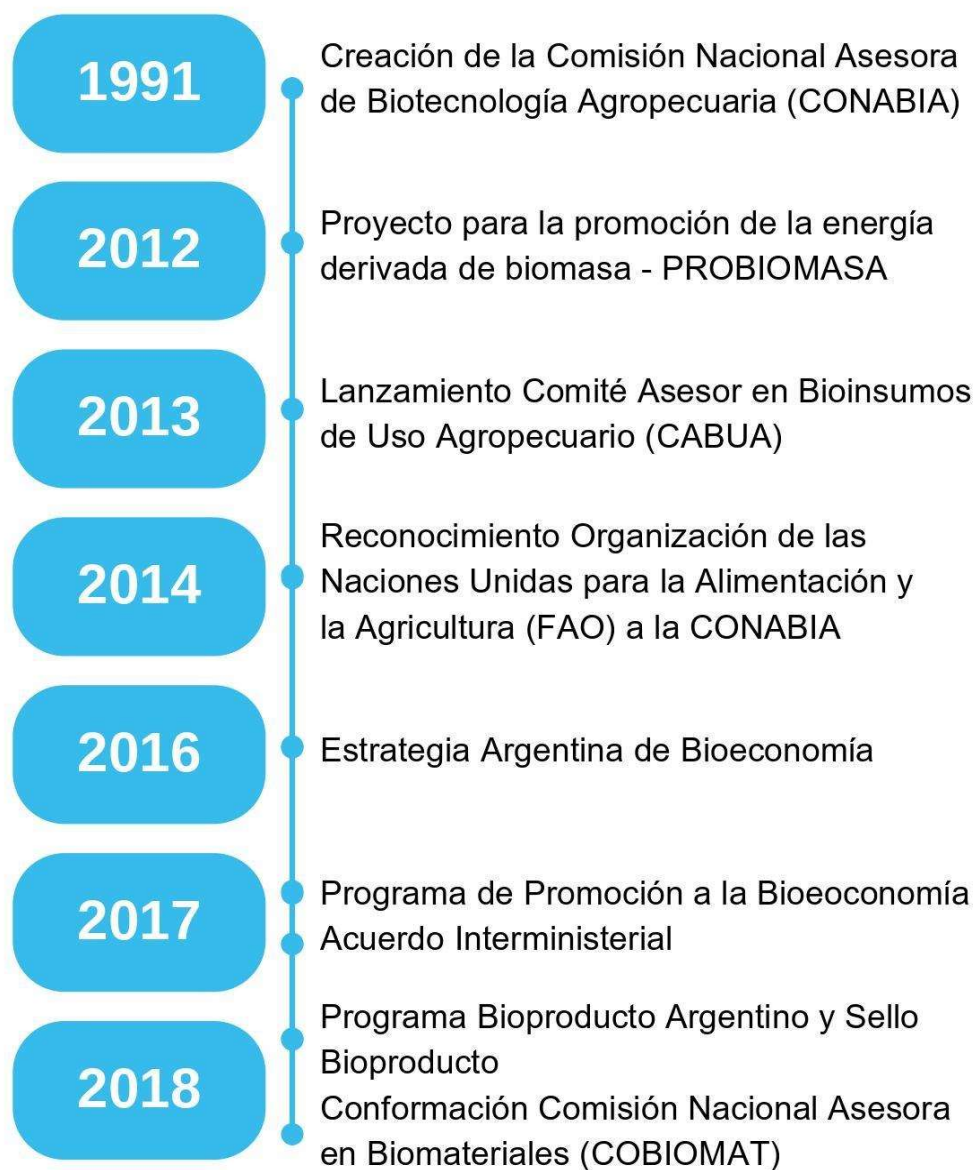 1991
Creación de la Comisión Nacional Asesora
de Biotecnología Agropecuaria (CONABIA)
2012
Proyecto para la promoción de la energía
derivada de biomasa - PROBIOMASA
2013
Lanzamiento Comité Asesor en Bioinsumos
de Uso Agropecuario (CABUA)
2014
Reconocimiento Organización de las
Naciones Unidas para la Alimentación y
la Agricultura (FAO) a la CONABIA
2016
Estrategia Argentina de Bioeconomía
2017
Programa de Promoción a la Bioeoconomía
Acuerdo Interministerial
2018
Programa Bioproducto Argentino y Sello
Bioproducto
Conformación Comisión Nacional Asesora
en Biomateriales (COBIOMAT)